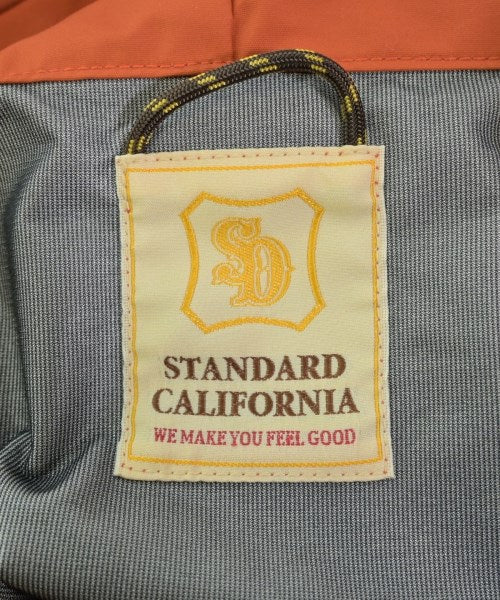 SD
STANDARD
CALIFORNIA
WE MAKE YOU FEEL GOOD